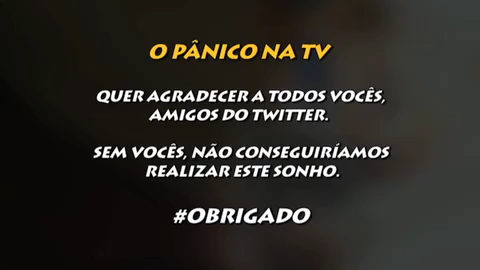 O PÂNICO NA TV
QUER AGRADECER A TODOS VOCÊS,
AMIGOS DO TWITTER.
SEM VOCÊS, NÃO CONSEGUIRÍAMOS
REALIZAR ESTE SONHO.
#OBRIGADO